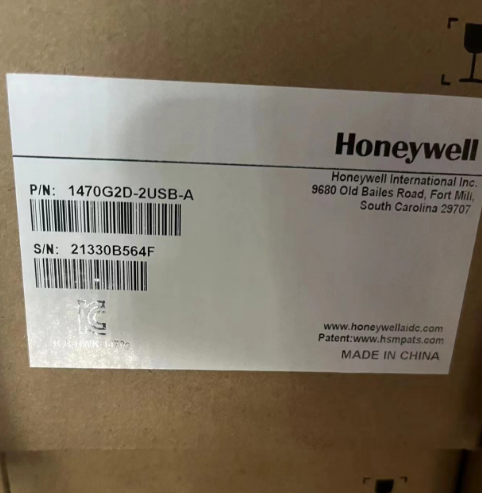 Honeywell
Honeywell International Inc.
9680 Old Bailes Road, Fort Mill,
South Carolina 29707
P/N: 1470G2D-2USB-A
S/N: 21330B564F
www.honeywellaidc.com
Patent:www.hsmpats.com
MADE IN CHINA